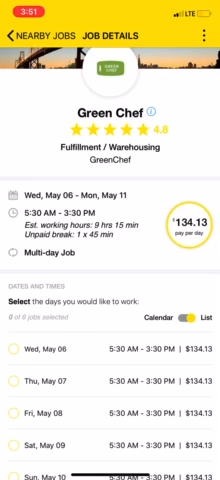 3:51
LTE
NEARBY JOBS JOB DETAILS
GREEN
CHEF
Green Chef
4.8
Fulfillment / Warehousing
GreenChef
Wed, May 06 - Mon, May 11
5:30 AM - 3:30 PM
Est. working hours: 9 hrs 15 min
Unpaid break: 1 x 45 min
$134.13
pay per day
Multi-day Job
DATES AND TIMES
Select the days you would like to work:
0 of 6 jobs selected Calendar List
Wed, May 06 5:30 AM - 3:30 PM | $134.13
Thu, May 07 5:30 AM - 3:30 PM | $134.13
Fri, May 08 5:30 AM - 3:30 PM | $134.13
Sat, May 09 5:30 AM - 3:30 PM | $134.13
Sun, May 10 5:30 AM - 3:30 PM | $134.13